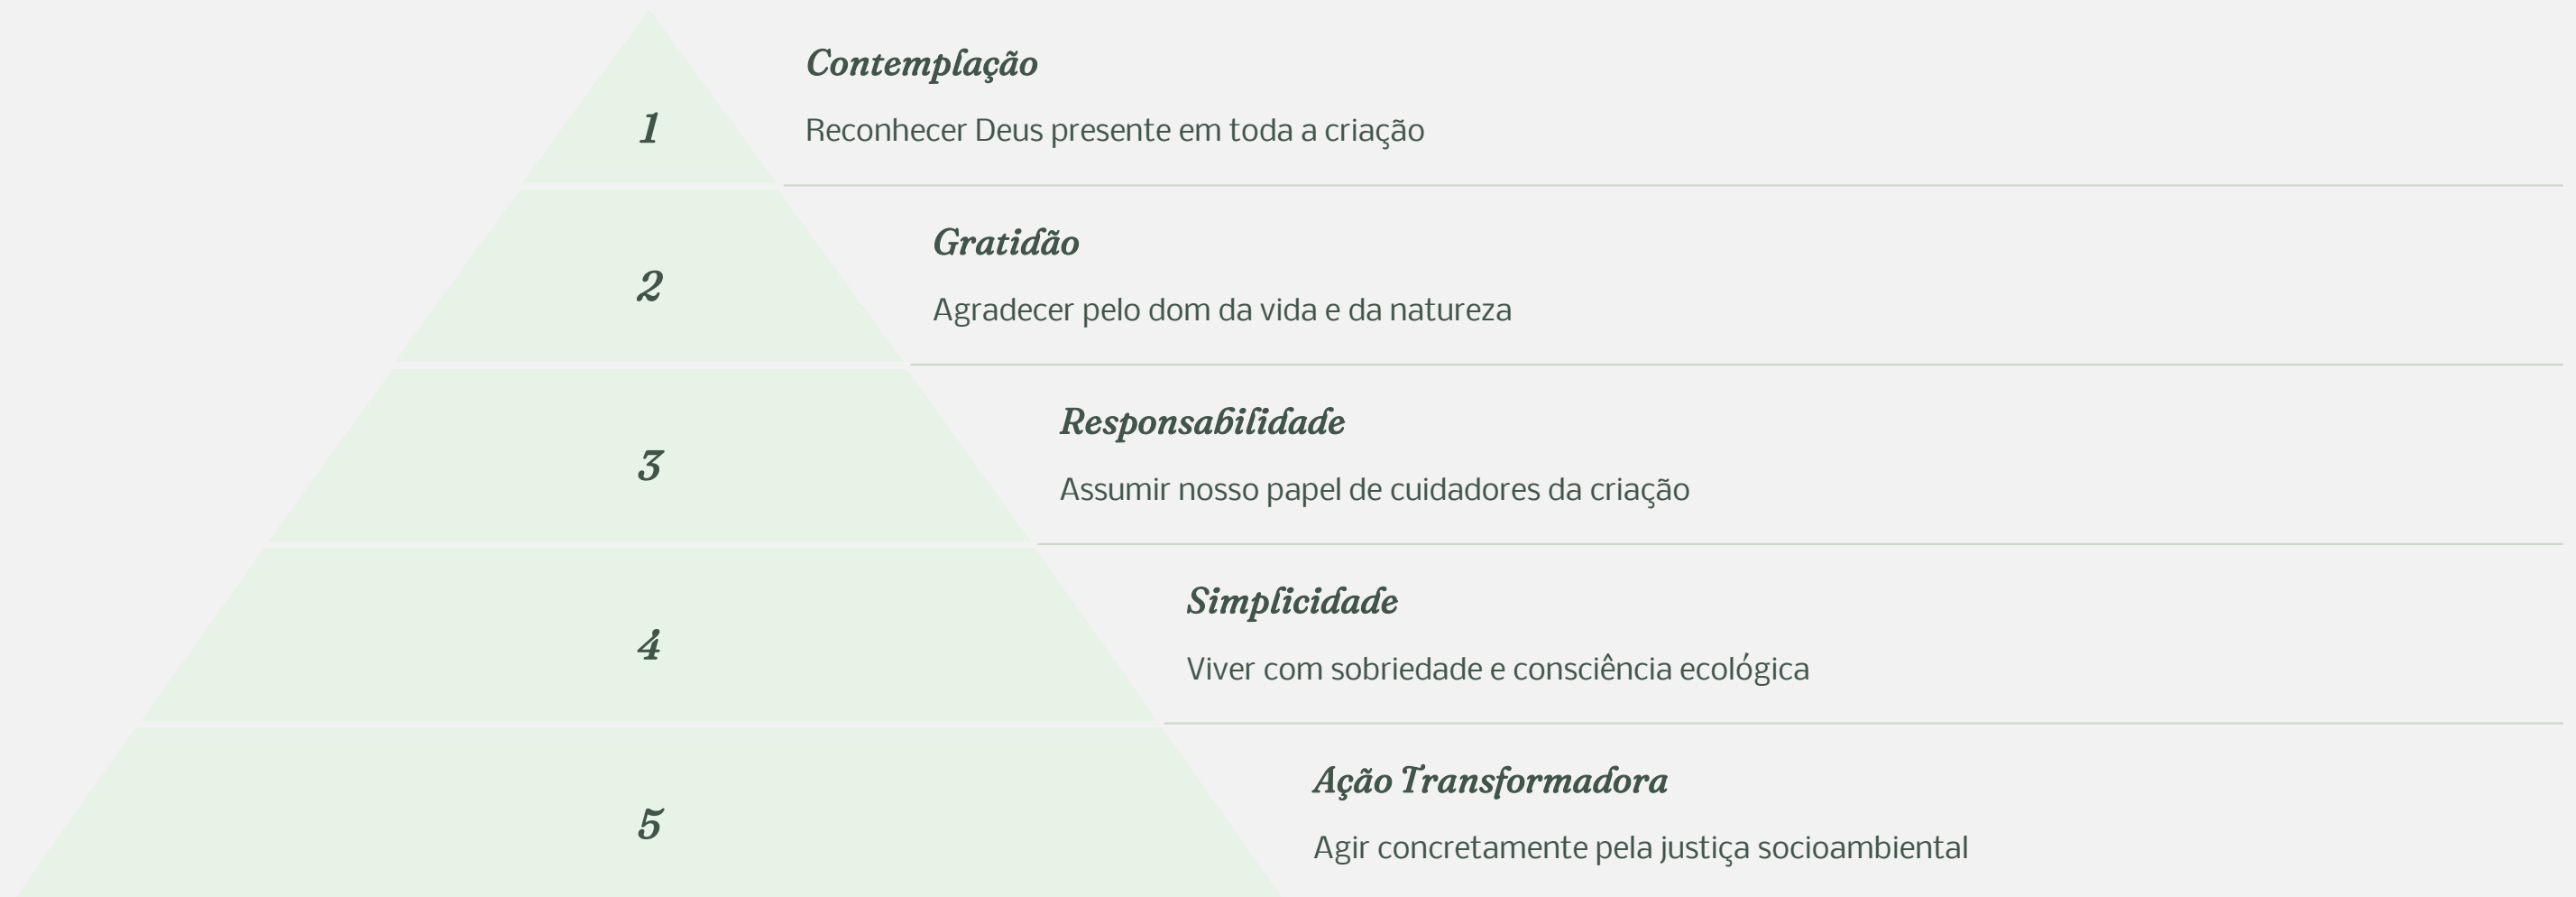 1
Contemplação
Reconhecer Deus presente em toda a criação
2
Gratidão
Agradecer pelo dom da vida e da natureza
3
Responsabilidade
Assumir nosso papel de cuidadores da criação
4
Simplicidade
Viver com sobriedade e consciência ecológica
5
Ação Transformadora
Agir concretamente pela justiça socioambiental